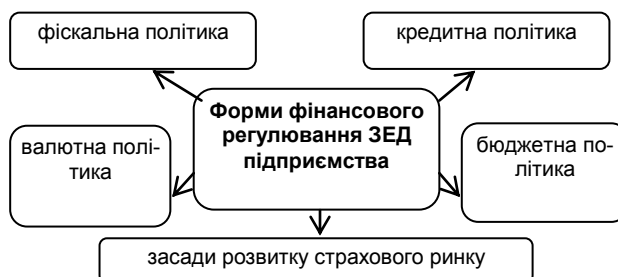 фіскальна політика
кредитна політика
Форми фінансового
регулювання ЗЕД
підприємства
валютна полі-
тика
бюджетна по-
літика
засади розвитку страхового ринку